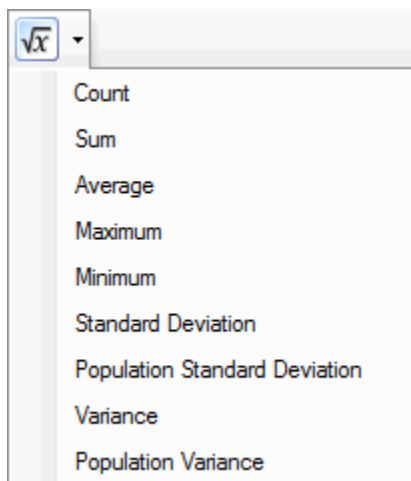 √x
Count
Sum
Average
Maximum
Minimum
Standard Deviation
Population Standard Deviation
Variance
Population Variance